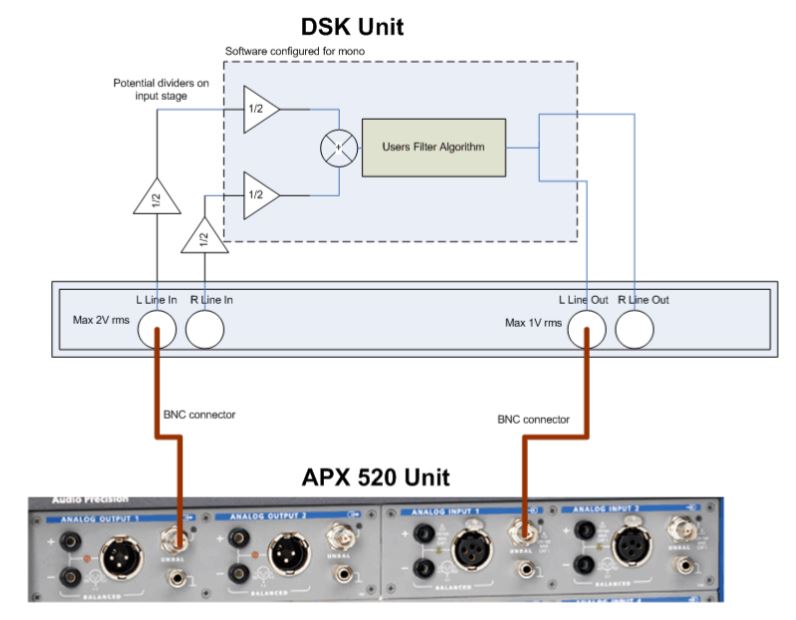 DSK Unit
Software configured for mono
Potential dividers on
input stage
1/2
Users Filter Algorithm
+
1/2
1/2
1/2
L Line In
R Line In
L Line Out
R Line Out
Max 2V rms
Max 1V rms
BNC connector
BNC connector
APX 520 Unit
Audio Precision
ANALOG OUTPUT 1
ANALOG OUTPUT 2
ANALOG INPUT 1
ANALOG INPUT 2
+
+
+
+
UNBAL
UNBAL
UNBAL
UNBAL
BALANCED
BALANCED
BALANCED
BALANCED